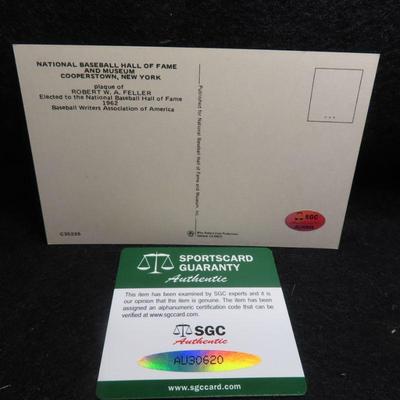 NATIONAL BASEBALL HALL OF FAME
AND MUSEUM
COOPERSTOWN, NEW YORK
plaque of
ROBERT W. A. FELLER
Elected to the National Baseball Hall of Fame
1962
Baseball Writers Association of America
C30226
Published for National Baseball Hall of Fame and Museum, Inc.
SGC
SPORTSCARD
GUARANTY
Authentic
This item has been examined by SGC experts and it is
our opinion that the item is genuine. The item has been
assigned an alphanumeric certification code that can be
verified at www.sgccard.com.
SGC
Authentic
AU30620
www.sgccard.com